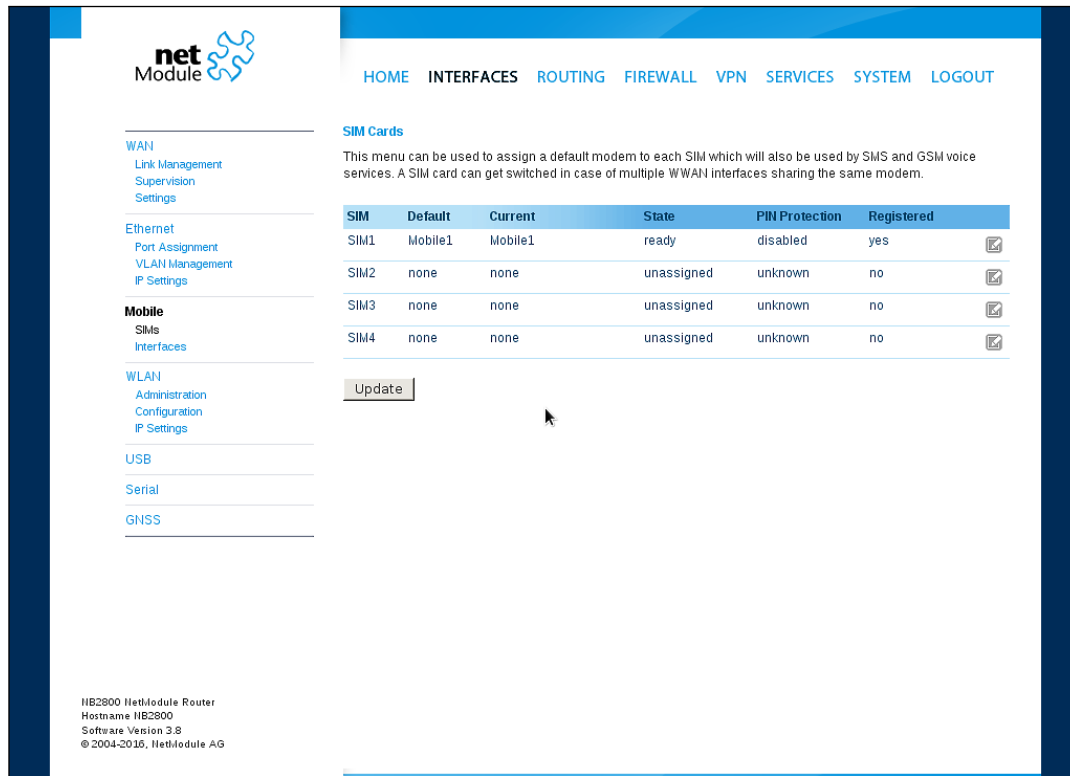 net
Module
HOME INTERFACES ROUTING FIREWALL VPN SERVICES SYSTEM LOGOUT
WAN
Link Management
Supervision
Settings
Ethernet
Port Assignment
VLAN Management
IP Settings
Mobile
SIMs
Interfaces
WLAN
Administration
Configuration
IP Settings
USB
Serial
GNSS
SIM Cards
This menu can be used to assign a default modem to each SIM which will also be used by SMS and GSM voice
services. A SIM card can get switched in case of multiple WWAN interfaces sharing the same modem.
SIM Default Current State PIN Protection Registered
SIM1 Mobile1 Mobile1 ready disabled yes
SIM2 none none unassigned unknown no
SIM3 none none unassigned unknown no
SIM4 none none unassigned unknown no
Update
NB2800 NetModule Router
Hostname NB2800
Software Version 3.8
© 2004-2016, NetModule AG